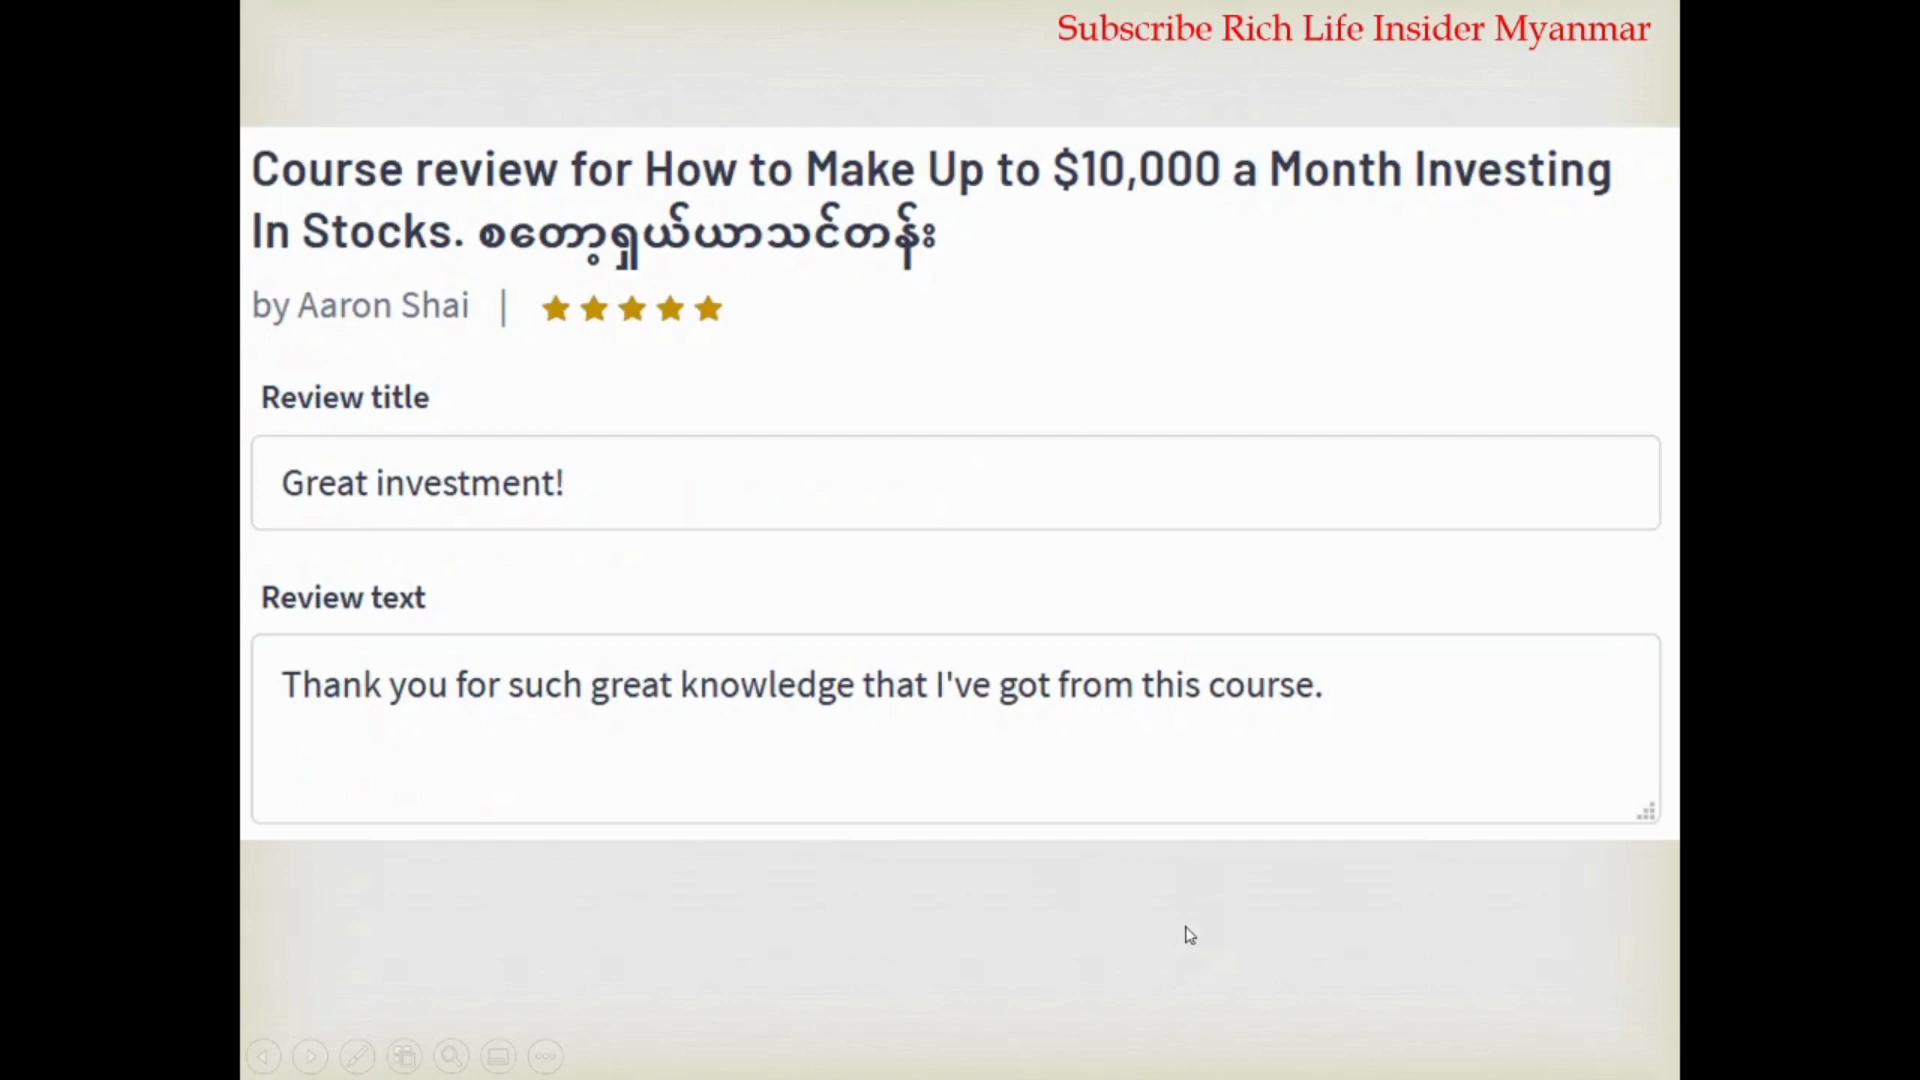 Subscribe Rich Life Insider Myanmar
Course review for How to Make Up to $10,000 a Month Investing
In Stocks. စတော့ရှယ်ယာသင်တန်း
by Aaron Shai |
Review title
Great investment!
Review text
Thank you for such great knowledge that I've got from this course.